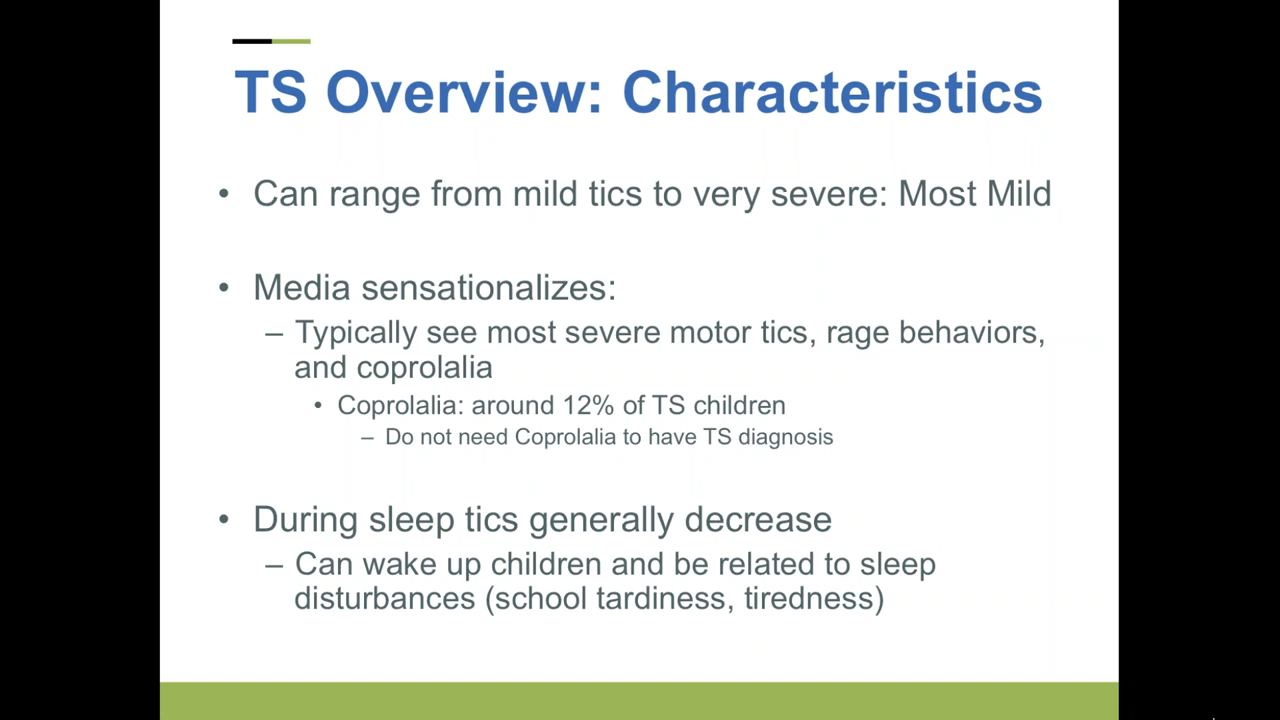 TS Overview: Characteristics
• Can range from mild tics to very severe: Most Mild
• Media sensationalizes:
– Typically see most severe motor tics, rage behaviors,
and coprolalia
• Coprolalia: around 12% of TS children
– Do not need Coprolalia to have TS diagnosis
• During sleep tics generally decrease
– Can wake up children and be related to sleep
disturbances (school tardiness, tiredness)